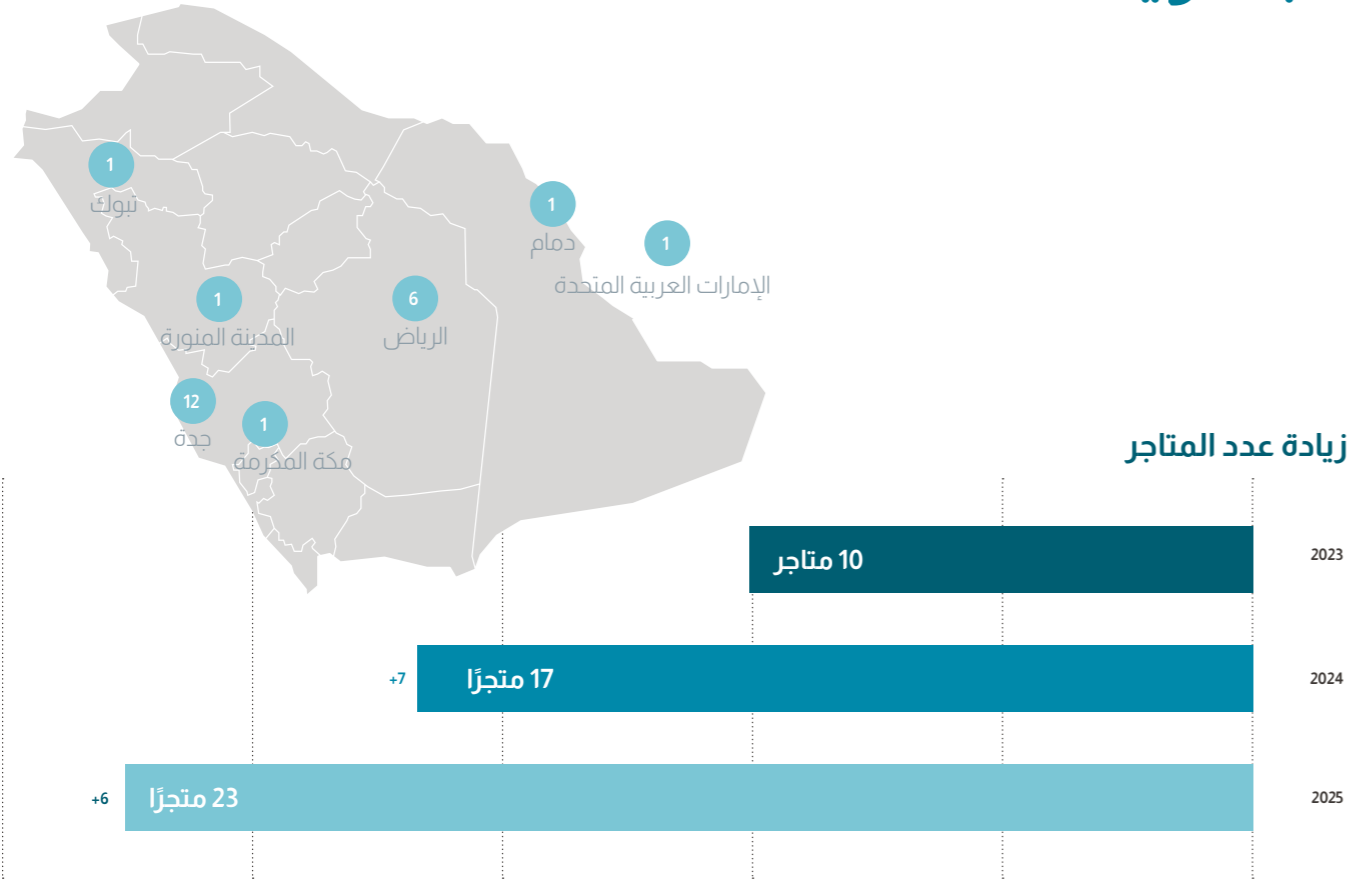 1
تبوك
1
دمام
1
الإمارات العربية المتحدة
1
المدينة المنورة
6
الرياض
12
جدة
1
مكة المكرمة
زيادة عدد المتاجر
2023
10 متاجر
2024
17 متجرًا
+7
2025
23 متجرًا
+6